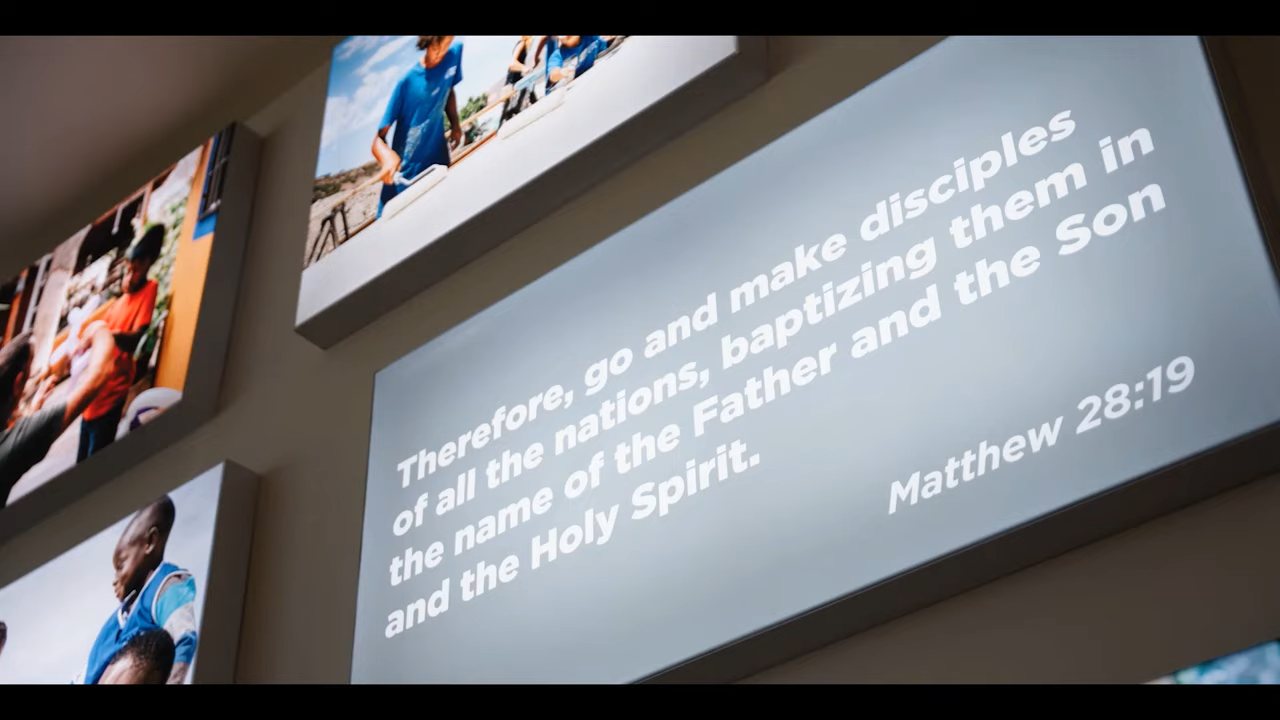 Therefore, go and make disciples
of all the nations, baptizing them in
the name of the Father and the Son
and the Holy Spirit.
Matthew 28:19